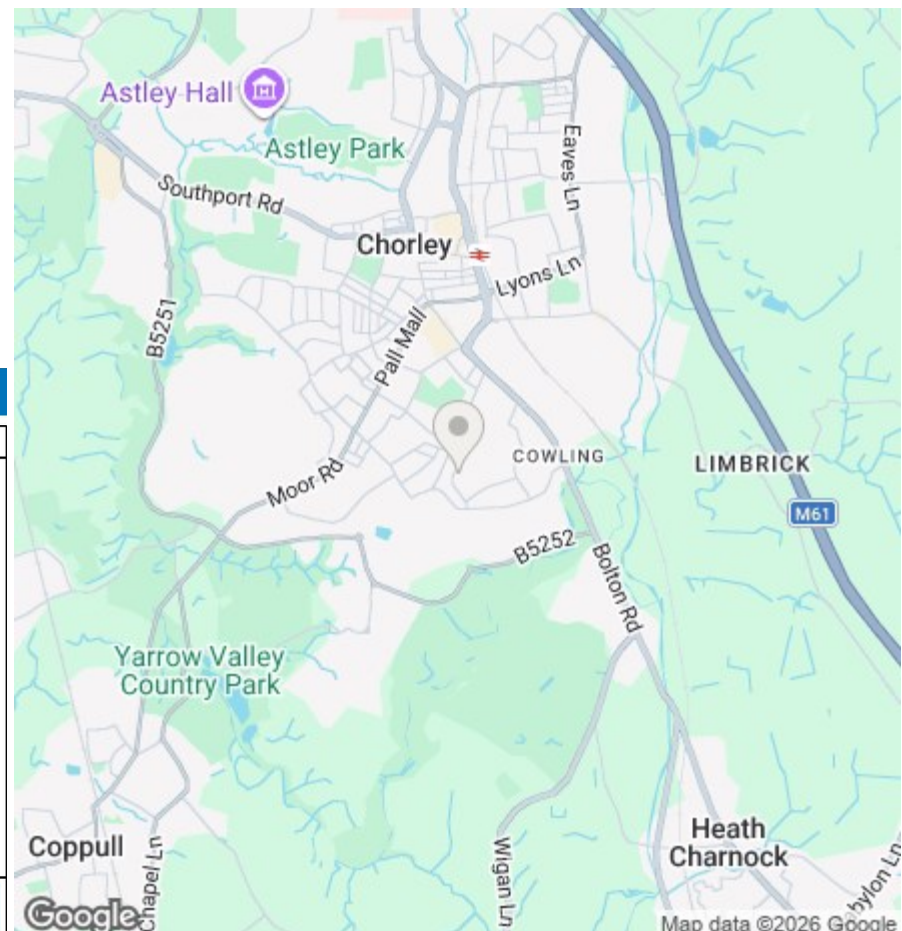 Astley Hall
Astley Park
Eaves Ln
Southport Rd
Chorley
Lyons Ln
B5251
Pall Mall
COWLING
LIMBRICK
Moor Rd
M61
B5252
Bolton Rd
Yarrow Valley
Country Park
Heath
Charnock
Coppull
Chapel Ln
Wigan Ln
abylon Ln
Google
Map data ©2026 Google